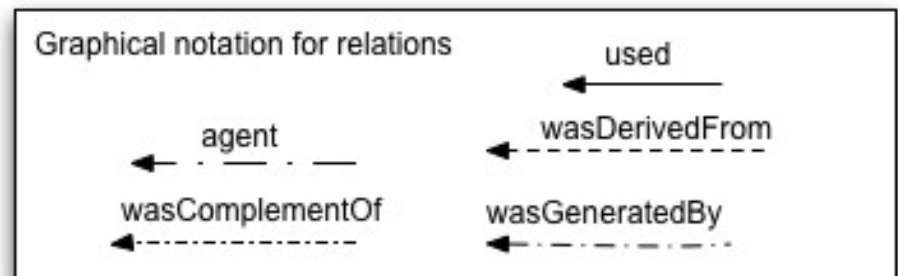 Graphical notation for relations
used
agent
wasDerivedFrom
wasComplementOf
wasGeneratedBy